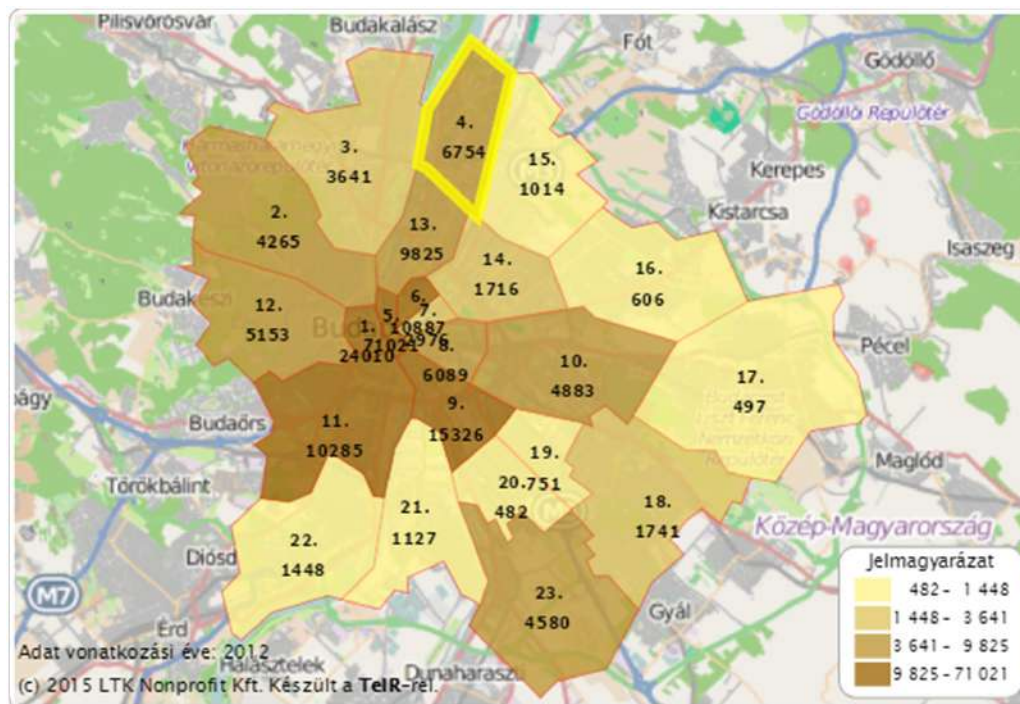 Pilisvörösvár
Budakalász
Fót
Gödöllő
Gödöllői Repülőtér
4.
6754
3.
3641
15.
1014
Kerepes
Kistarcsa
2.
4265
13.
9825
Isaszeg
14.
1716
16.
606
Budakeszi
12.
5153
6.
5.
7.
10887
1.
71021
8.
24010
6089
10.
4883
Pécel
17.
497
9.
15326
11.
10285
Budaörs
Maglód
19.
751
20.
482
Törökbálint
21.
1127
18.
1741
Közép-Magyarország
22.
1448
Diósd
M7
23.
4580
Gyál
Érd
Halásztelek
Dunaharaszti
Jelmagyarázat
482 - 1 448
1 448 - 3 641
3 641 - 9 825
9 825 - 71 021
Adat vonatkozási éve: 2012
(c) 2015 LTK Nonprofit Kft. Készült a TeIR-rel.